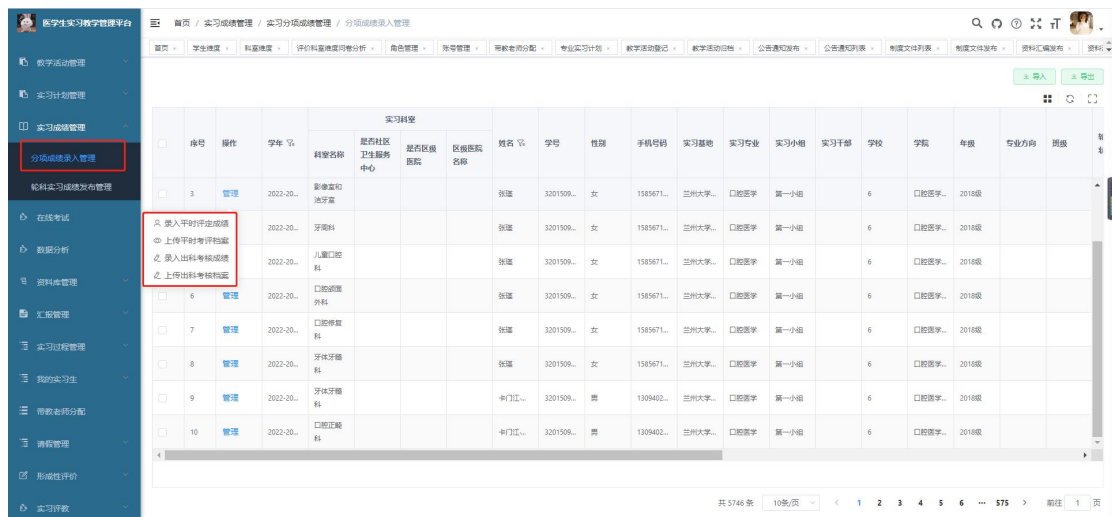 医学生实习教学管理平台
首页 / 实习成绩管理 / 实习分项成绩管理 / 分项成绩录入管理
首页 × 学生维度 × 科室维度 × 评价科室维度问卷分析 × 角色管理 × 账号管理 × 带教老师分配 × 专业实习计划 × 教学活动登记 × 教学活动归档 × 公告通知发布 × 公告通知列表 × 制度文件列表 × 制度文件发布 × 资料汇编发布 ×
教学活动管理
实习计划管理
实习成绩管理
分项成绩录入管理
轮科实习成绩发布管理
在线考试
数据分析
资料库管理
汇报管理
实习过程管理
我的实习生
带教老师分配
请假管理
形成性评价
实习评教
导入 导出
实习科室
序号 操作 学年 科室名称 是否社区卫生服务中心 是否区级医院 区级医院名称 姓名 学号 性别 手机号码 实习基地 实习专业 实习小组 实习干部 学校 学院 年级 专业方向 班级
3 管理 2022-20... 影像室和洁牙室 张瑾 3201509... 女 1585671... 兰州大学... 口腔医学 第一小组 6 口腔医学... 2018级
2022-20... 牙周科 张瑾 3201509... 女 1585671... 兰州大学... 口腔医学 第一小组 6 口腔医学... 2018级
2022-20... 儿童口腔科 张瑾 3201509... 女 1585671... 兰州大学... 口腔医学 第一小组 6 口腔医学... 2018级
6 管理 2022-20... 口腔颌面外科 张瑾 3201509... 女 1585671... 兰州大学... 口腔医学 第一小组 6 口腔医学... 2018级
7 管理 2022-20... 口腔修复科 张瑾 3201509... 女 1585671... 兰州大学... 口腔医学 第一小组 6 口腔医学... 2018级
8 管理 2022-20... 牙体牙髓科 张瑾 3201509... 女 1585671... 兰州大学... 口腔医学 第一小组 6 口腔医学... 2018级
9 管理 2022-20... 牙体牙髓科 卡门江... 3201509... 男 1309402... 兰州大学... 口腔医学 第一小组 6 口腔医学... 2018级
10 管理 2022-20... 口腔正畸科 卡门江... 3201509... 男 1309402... 兰州大学... 口腔医学 第一小组 6 口腔医学... 2018级
录入平时评定成绩
上传平时考评档案
录入出科考核成绩
上传出科考核档案
共 5746 条 10条/页 < 1 2 3 4 5 6 ··· 575 > 前往 1 页